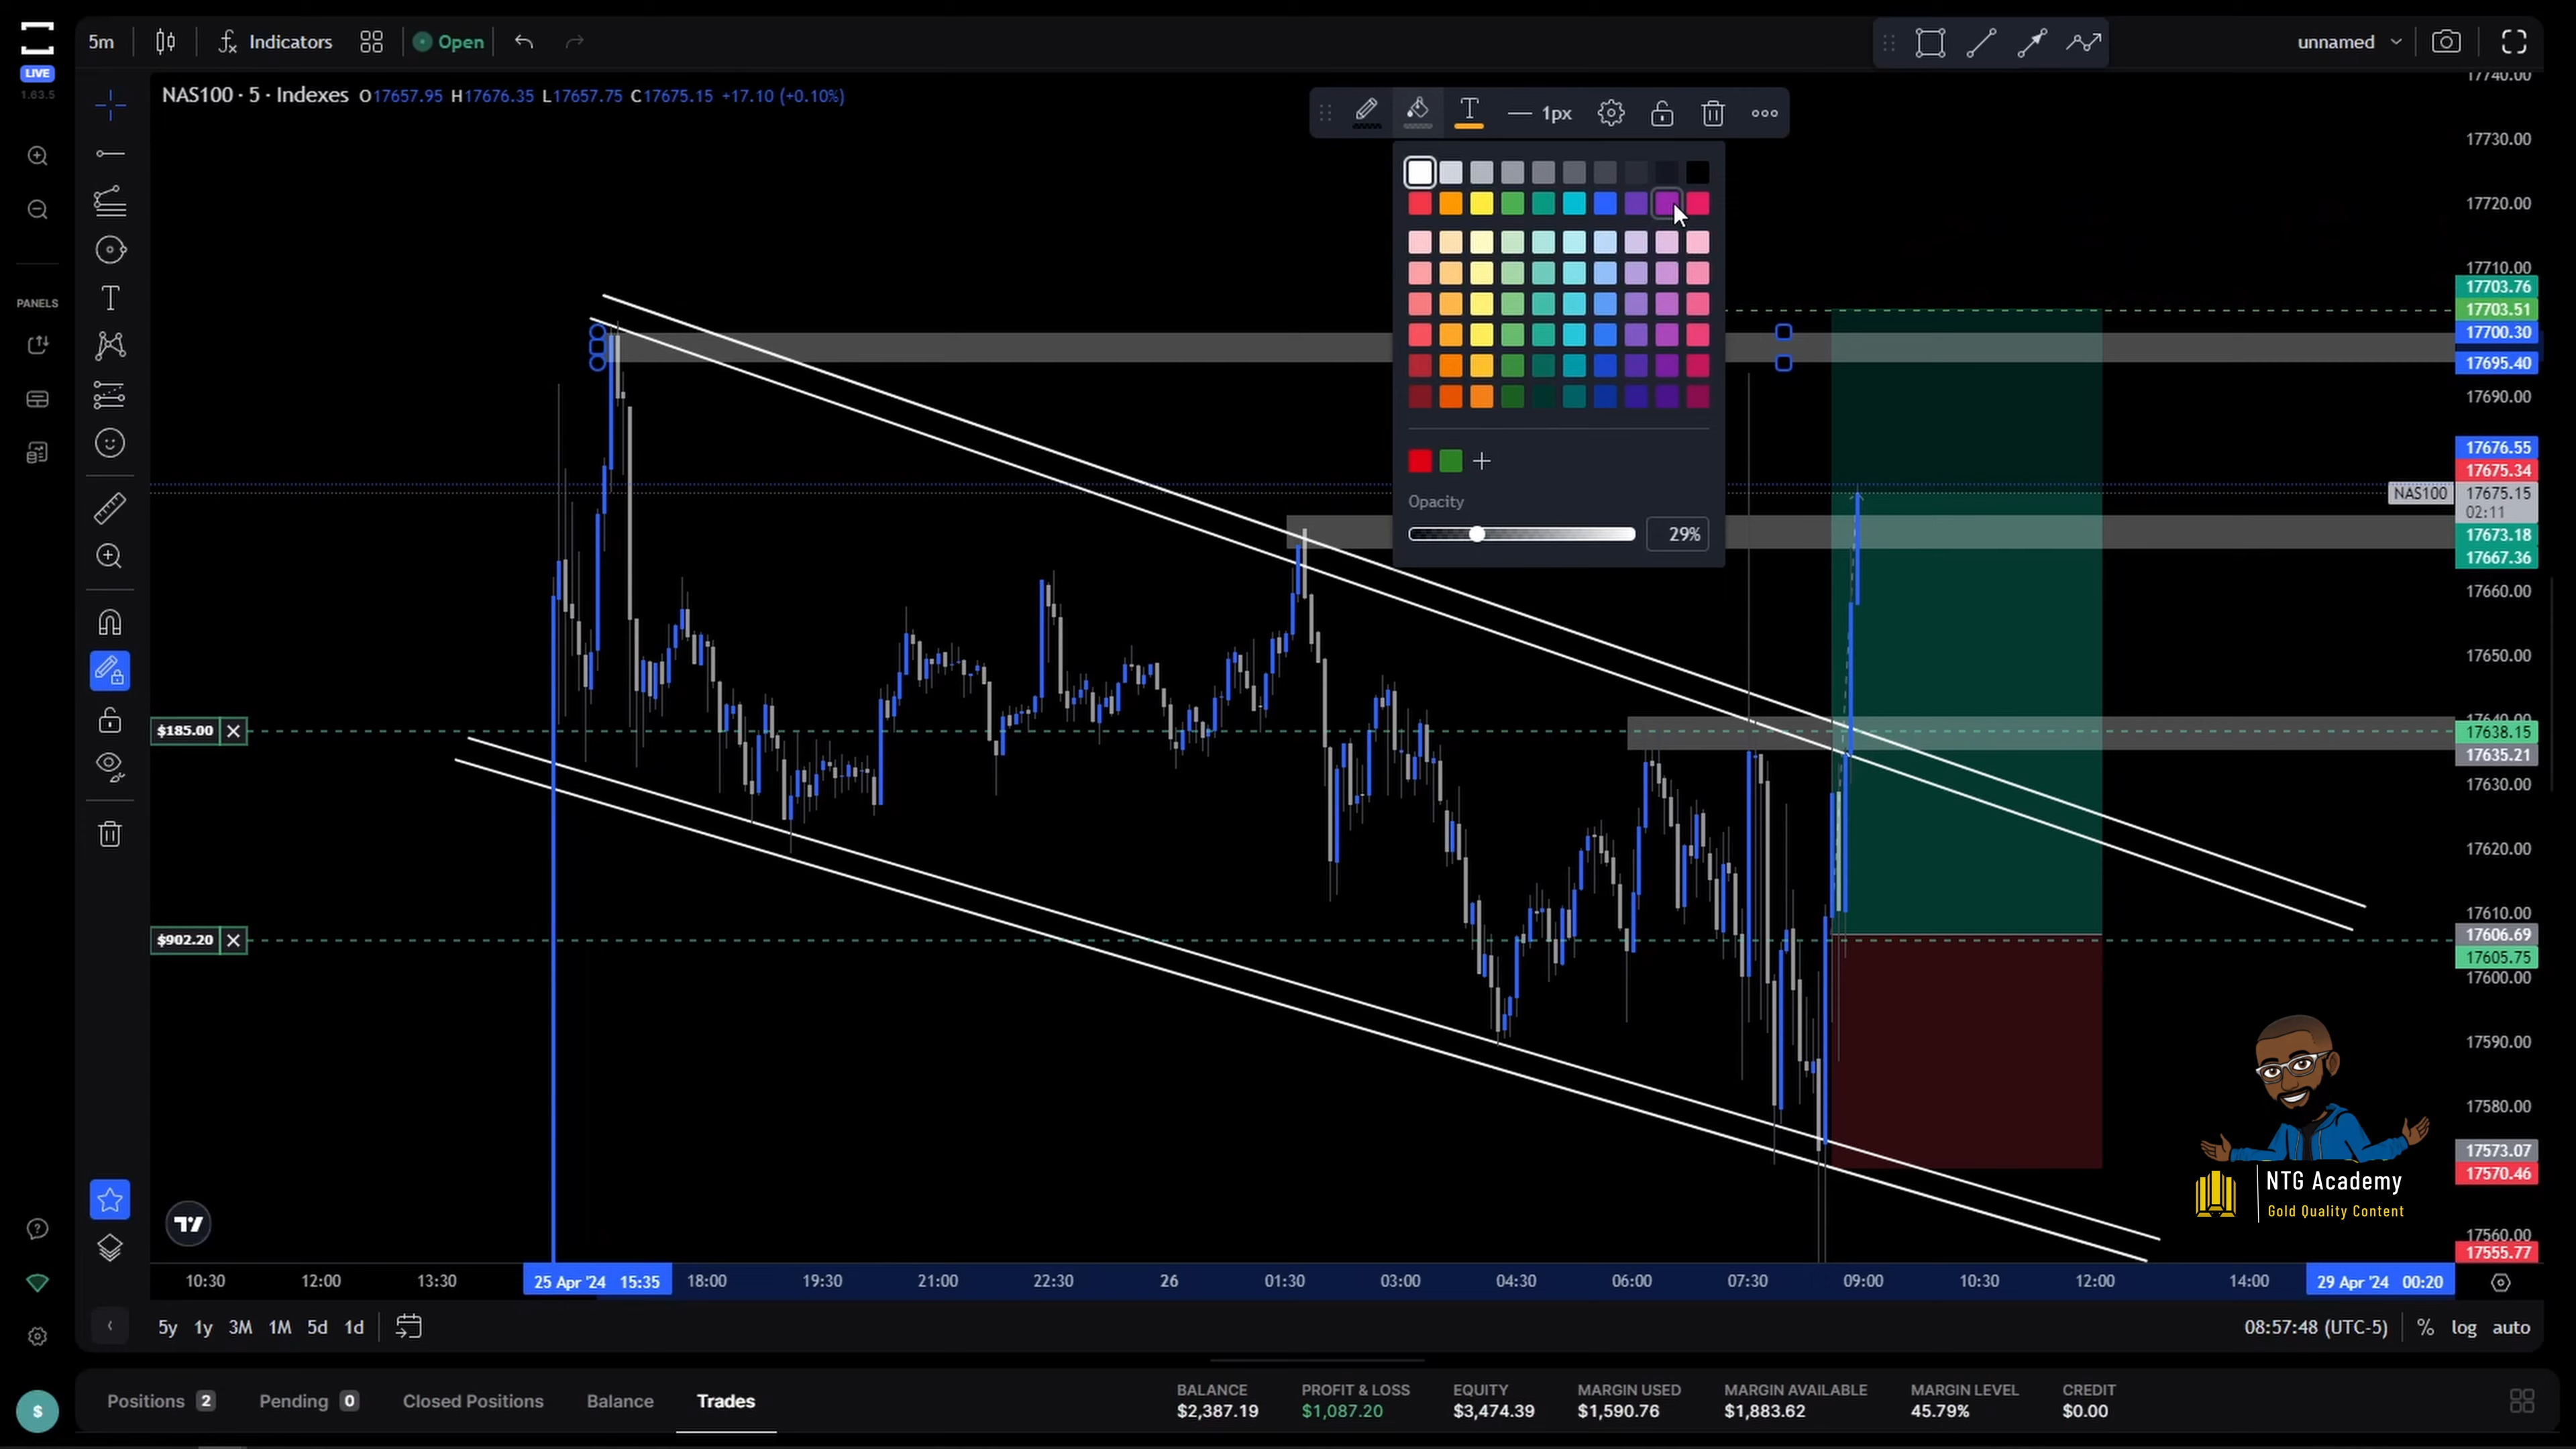 5m
Indicators
Open
unnamed
LIVE
1.63.5
NAS100 · 5 · Indexes O17657.95 H17676.35 L17657.75 C17675.15 +17.10 (+0.10%)
T
1px
PANELS
Opacity
29%
17740.00
17730.00
17720.00
17710.00
17703.76
17703.51
17700.30
17695.40
17690.00
17676.55
17675.34
NAS100 17675.15
02:11
17673.18
17667.36
17660.00
17650.00
17640.00
17638.15
17635.21
17630.00
17620.00
17610.00
17606.69
17605.75
17600.00
17590.00
17580.00
17573.07
17570.46
17560.00
17555.77
$185.00
$902.20
NTG Academy
Gold Quality Content
10:30 12:00 13:30 25 Apr '24 15:35 18:00 19:30 21:00 22:30 26 01:30 03:00 04:30 06:00 07:30 09:00 10:30 12:00 14:00 29 Apr '24 00:20
5y 1y 3M 1M 5d 1d
08:57:48 (UTC-5) % log auto
Positions 2 Pending 0 Closed Positions Balance Trades
BALANCE PROFIT & LOSS EQUITY MARGIN USED MARGIN AVAILABLE MARGIN LEVEL CREDIT
$2,387.19 $1,087.20 $3,474.39 $1,590.76 $1,883.62 45.79% $0.00
$